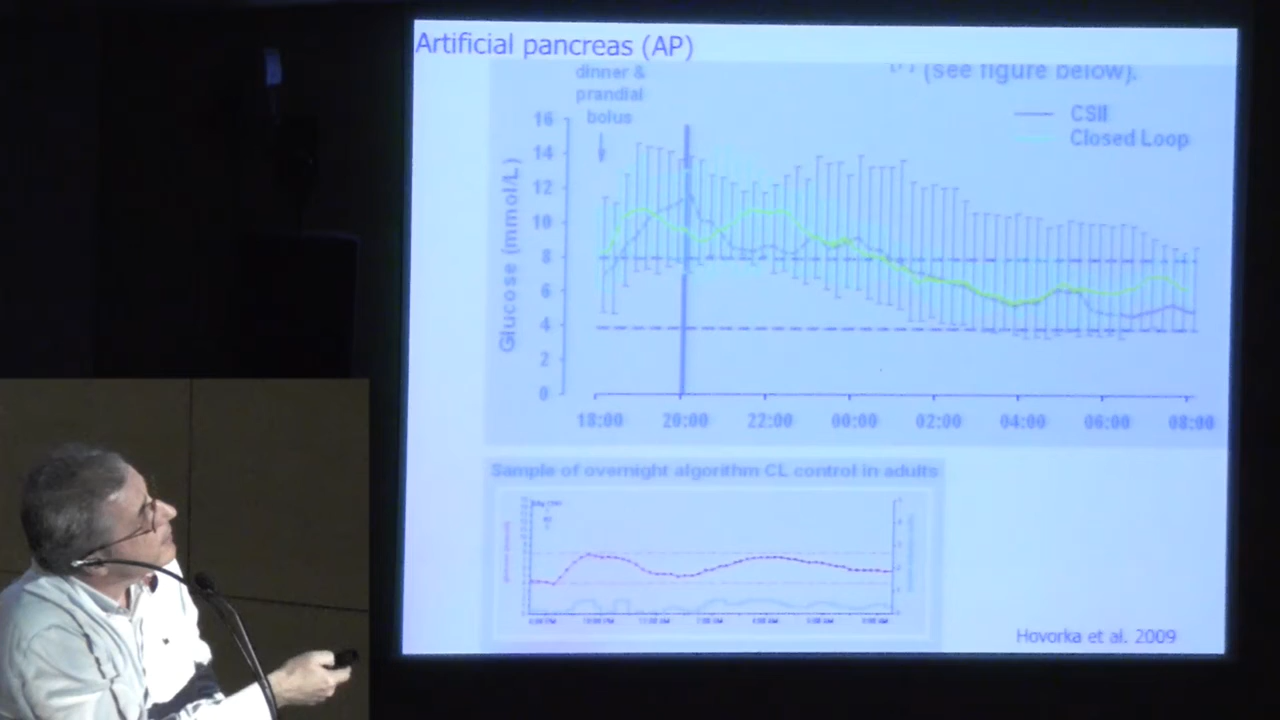 Artificial pancreas (AP)
(see figure below).
dinner &
prandial
bolus
CSII
Closed Loop
Glucose (mmol/L)
16
14
12
10
8
6
4
2
0
18:00 20:00 22:00 00:00 02:00 04:00 06:00 08:00
Sample of overnight algorithm CL control in adults
Hovorka et al. 2009